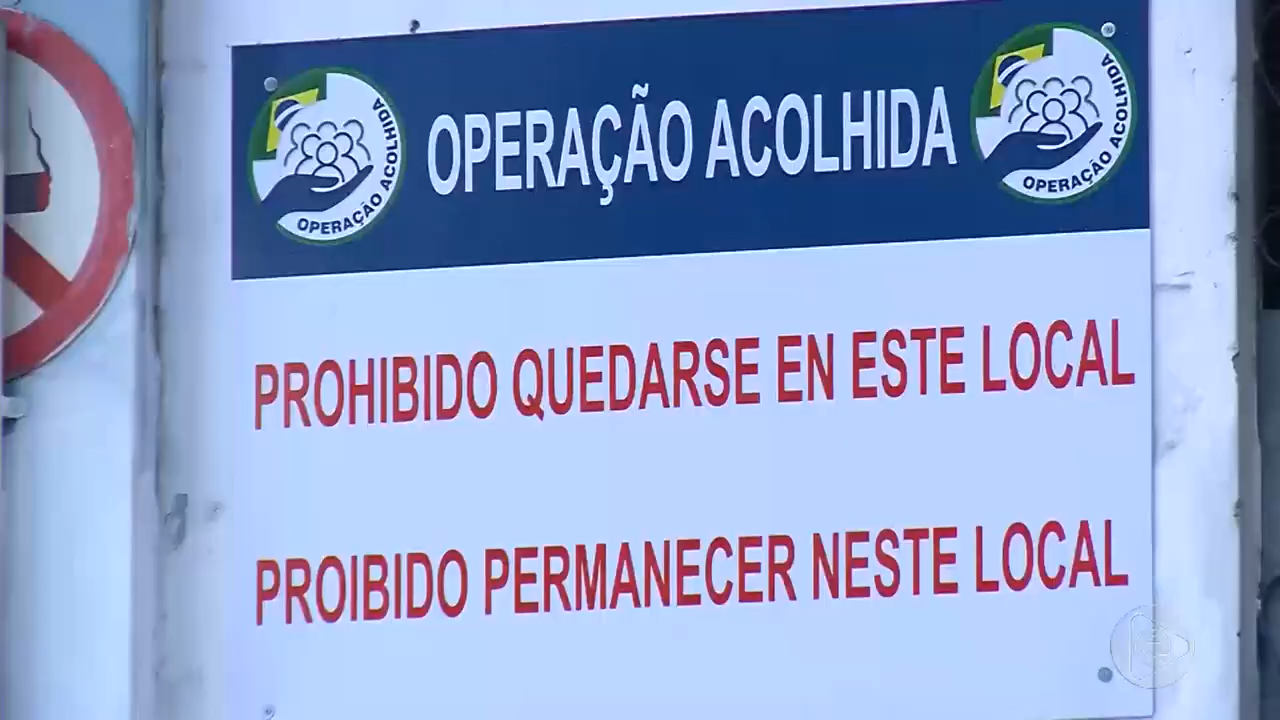 OPERAÇÃO ACOLHIDA
OPERAÇÃO ACOLHIDA
OPERAÇÃO ACOLHIDA
PROHIBIDO QUEDARSE EN ESTE LOCAL
PROIBIDO PERMANECER NESTE LOCAL